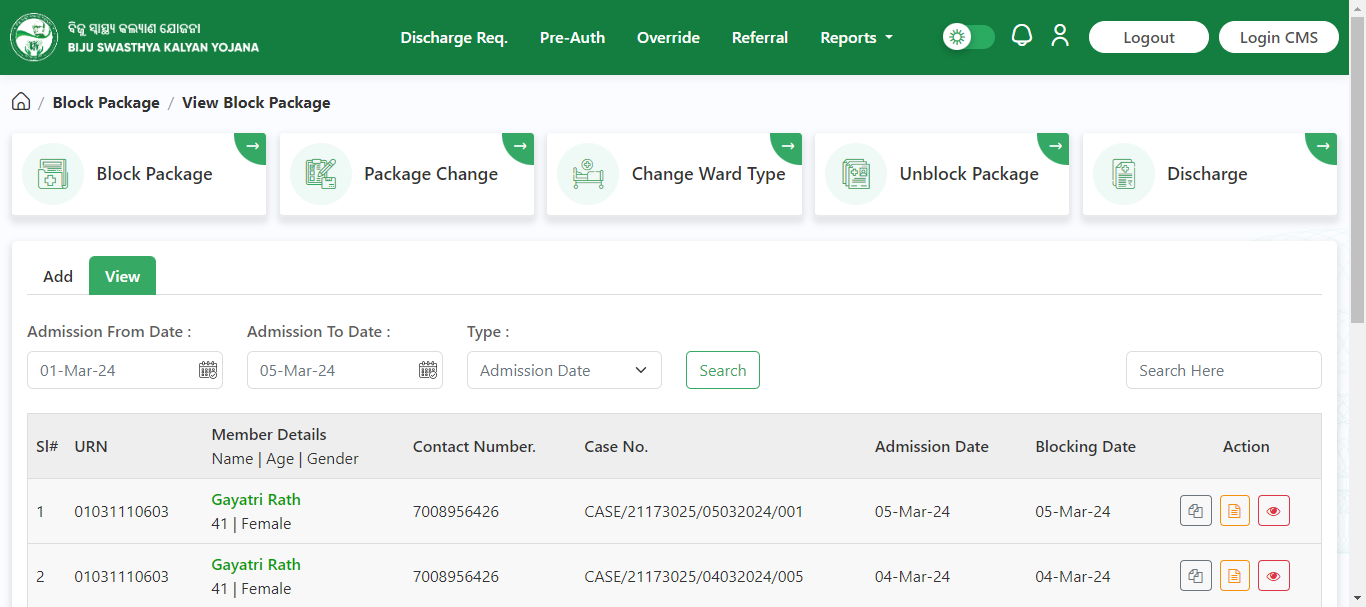 ବିଜୁ ସ୍ୱାସ୍ଥ୍ୟ କଲ୍ୟାଣ ଯୋଜନା
BIJU SWASTHYA KALYAN YOJANA
Discharge Req. Pre-Auth Override Referral Reports Logout Login CMS
/ Block Package / View Block Package
Block Package Package Change Change Ward Type Unblock Package Discharge
Add View
Admission From Date : Admission To Date : Type :
01-Mar-24 05-Mar-24 Admission Date Search Search Here
Sl# URN Member Details Contact Number. Case No. Admission Date Blocking Date Action
Name | Age | Gender
1 01031110603 Gayatri Rath 7008956426 CASE/21173025/05032024/001 05-Mar-24 05-Mar-24
41 | Female
2 01031110603 Gayatri Rath 7008956426 CASE/21173025/04032024/005 04-Mar-24 04-Mar-24
41 | Female